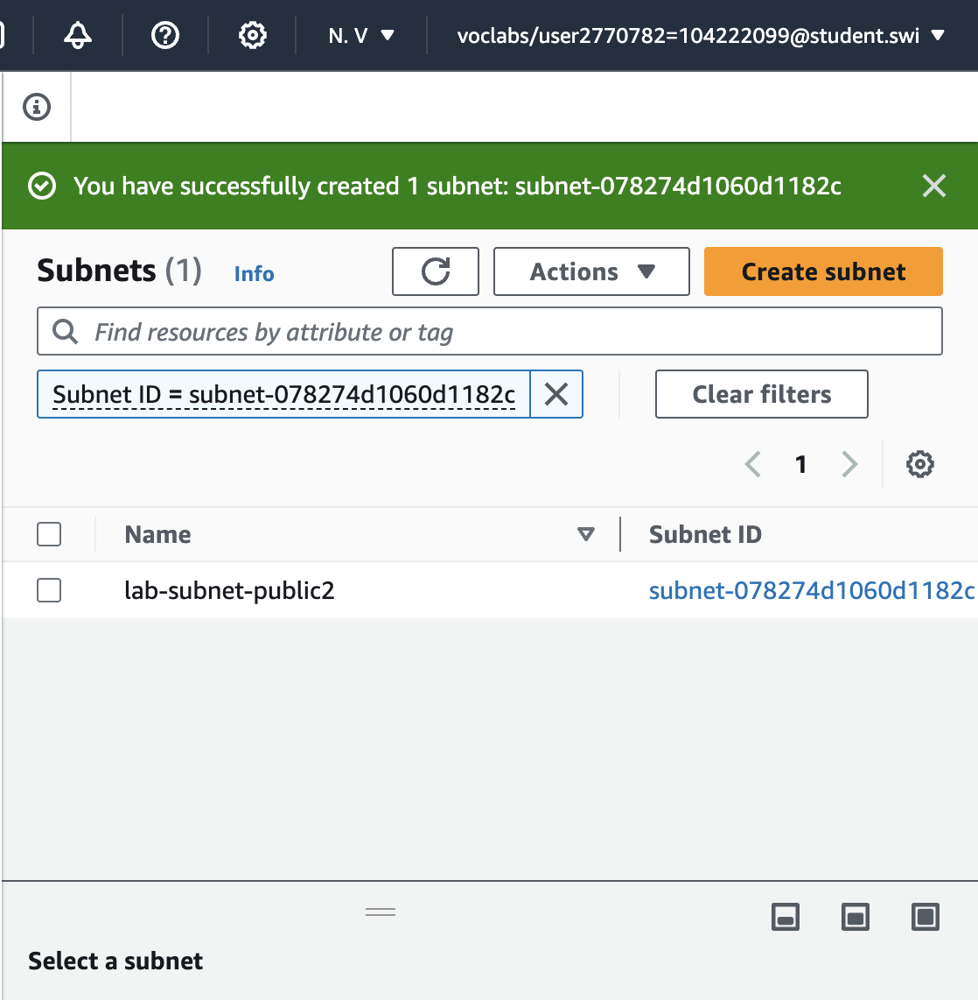 N. V voclabs/user2770782=104222099@student.swi
You have successfully created 1 subnet: subnet-078274d1060d1182c
Subnets (1) Info Actions Create subnet
Find resources by attribute or tag
Subnet ID = subnet-078274d1060d1182c Clear filters
1
Name Subnet ID
lab-subnet-public2 subnet-078274d1060d1182c
Select a subnet